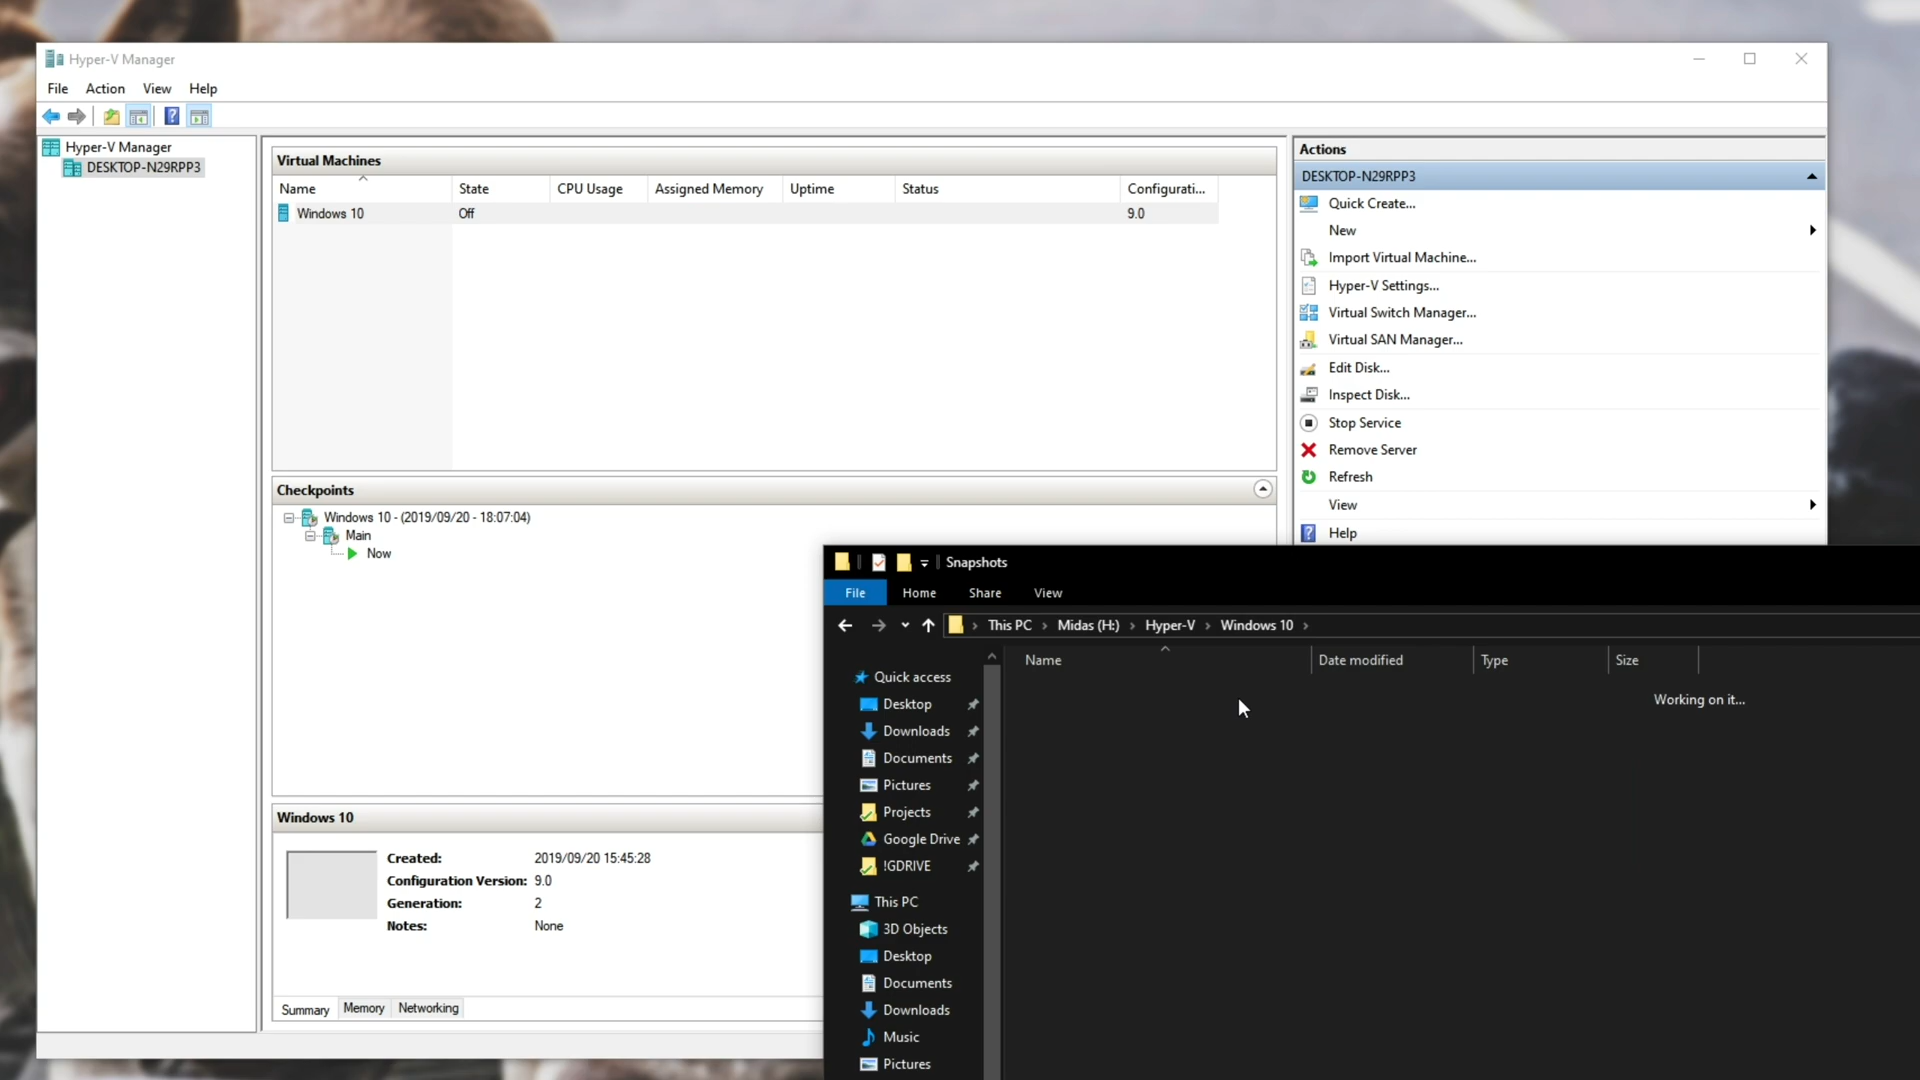 Hyper-V Manager
File Action View Help
Hyper-V Manager
DESKTOP-N29RPP3
Virtual Machines
Name State CPU Usage Assigned Memory Uptime Status Configurati...
Windows 10 Off 9.0
Checkpoints
Windows 10 - (2019/09/20 - 18:07:04)
Main
Now
Windows 10
Created: 2019/09/20 15:45:28
Configuration Version: 9.0
Generation: 2
Notes: None
Summary Memory Networking
Actions
DESKTOP-N29RPP3
Quick Create...
New
Import Virtual Machine...
Hyper-V Settings...
Virtual Switch Manager...
Virtual SAN Manager...
Edit Disk...
Inspect Disk...
Stop Service
Remove Server
Refresh
View
Help
Snapshots
File Home Share View
This PC Midas (H:) Hyper-V Windows 10
Name Date modified Type Size
Working on it...
Quick access
Desktop
Downloads
Documents
Pictures
Projects
Google Drive
!GDRIVE
This PC
3D Objects
Desktop
Documents
Downloads
Music
Pictures